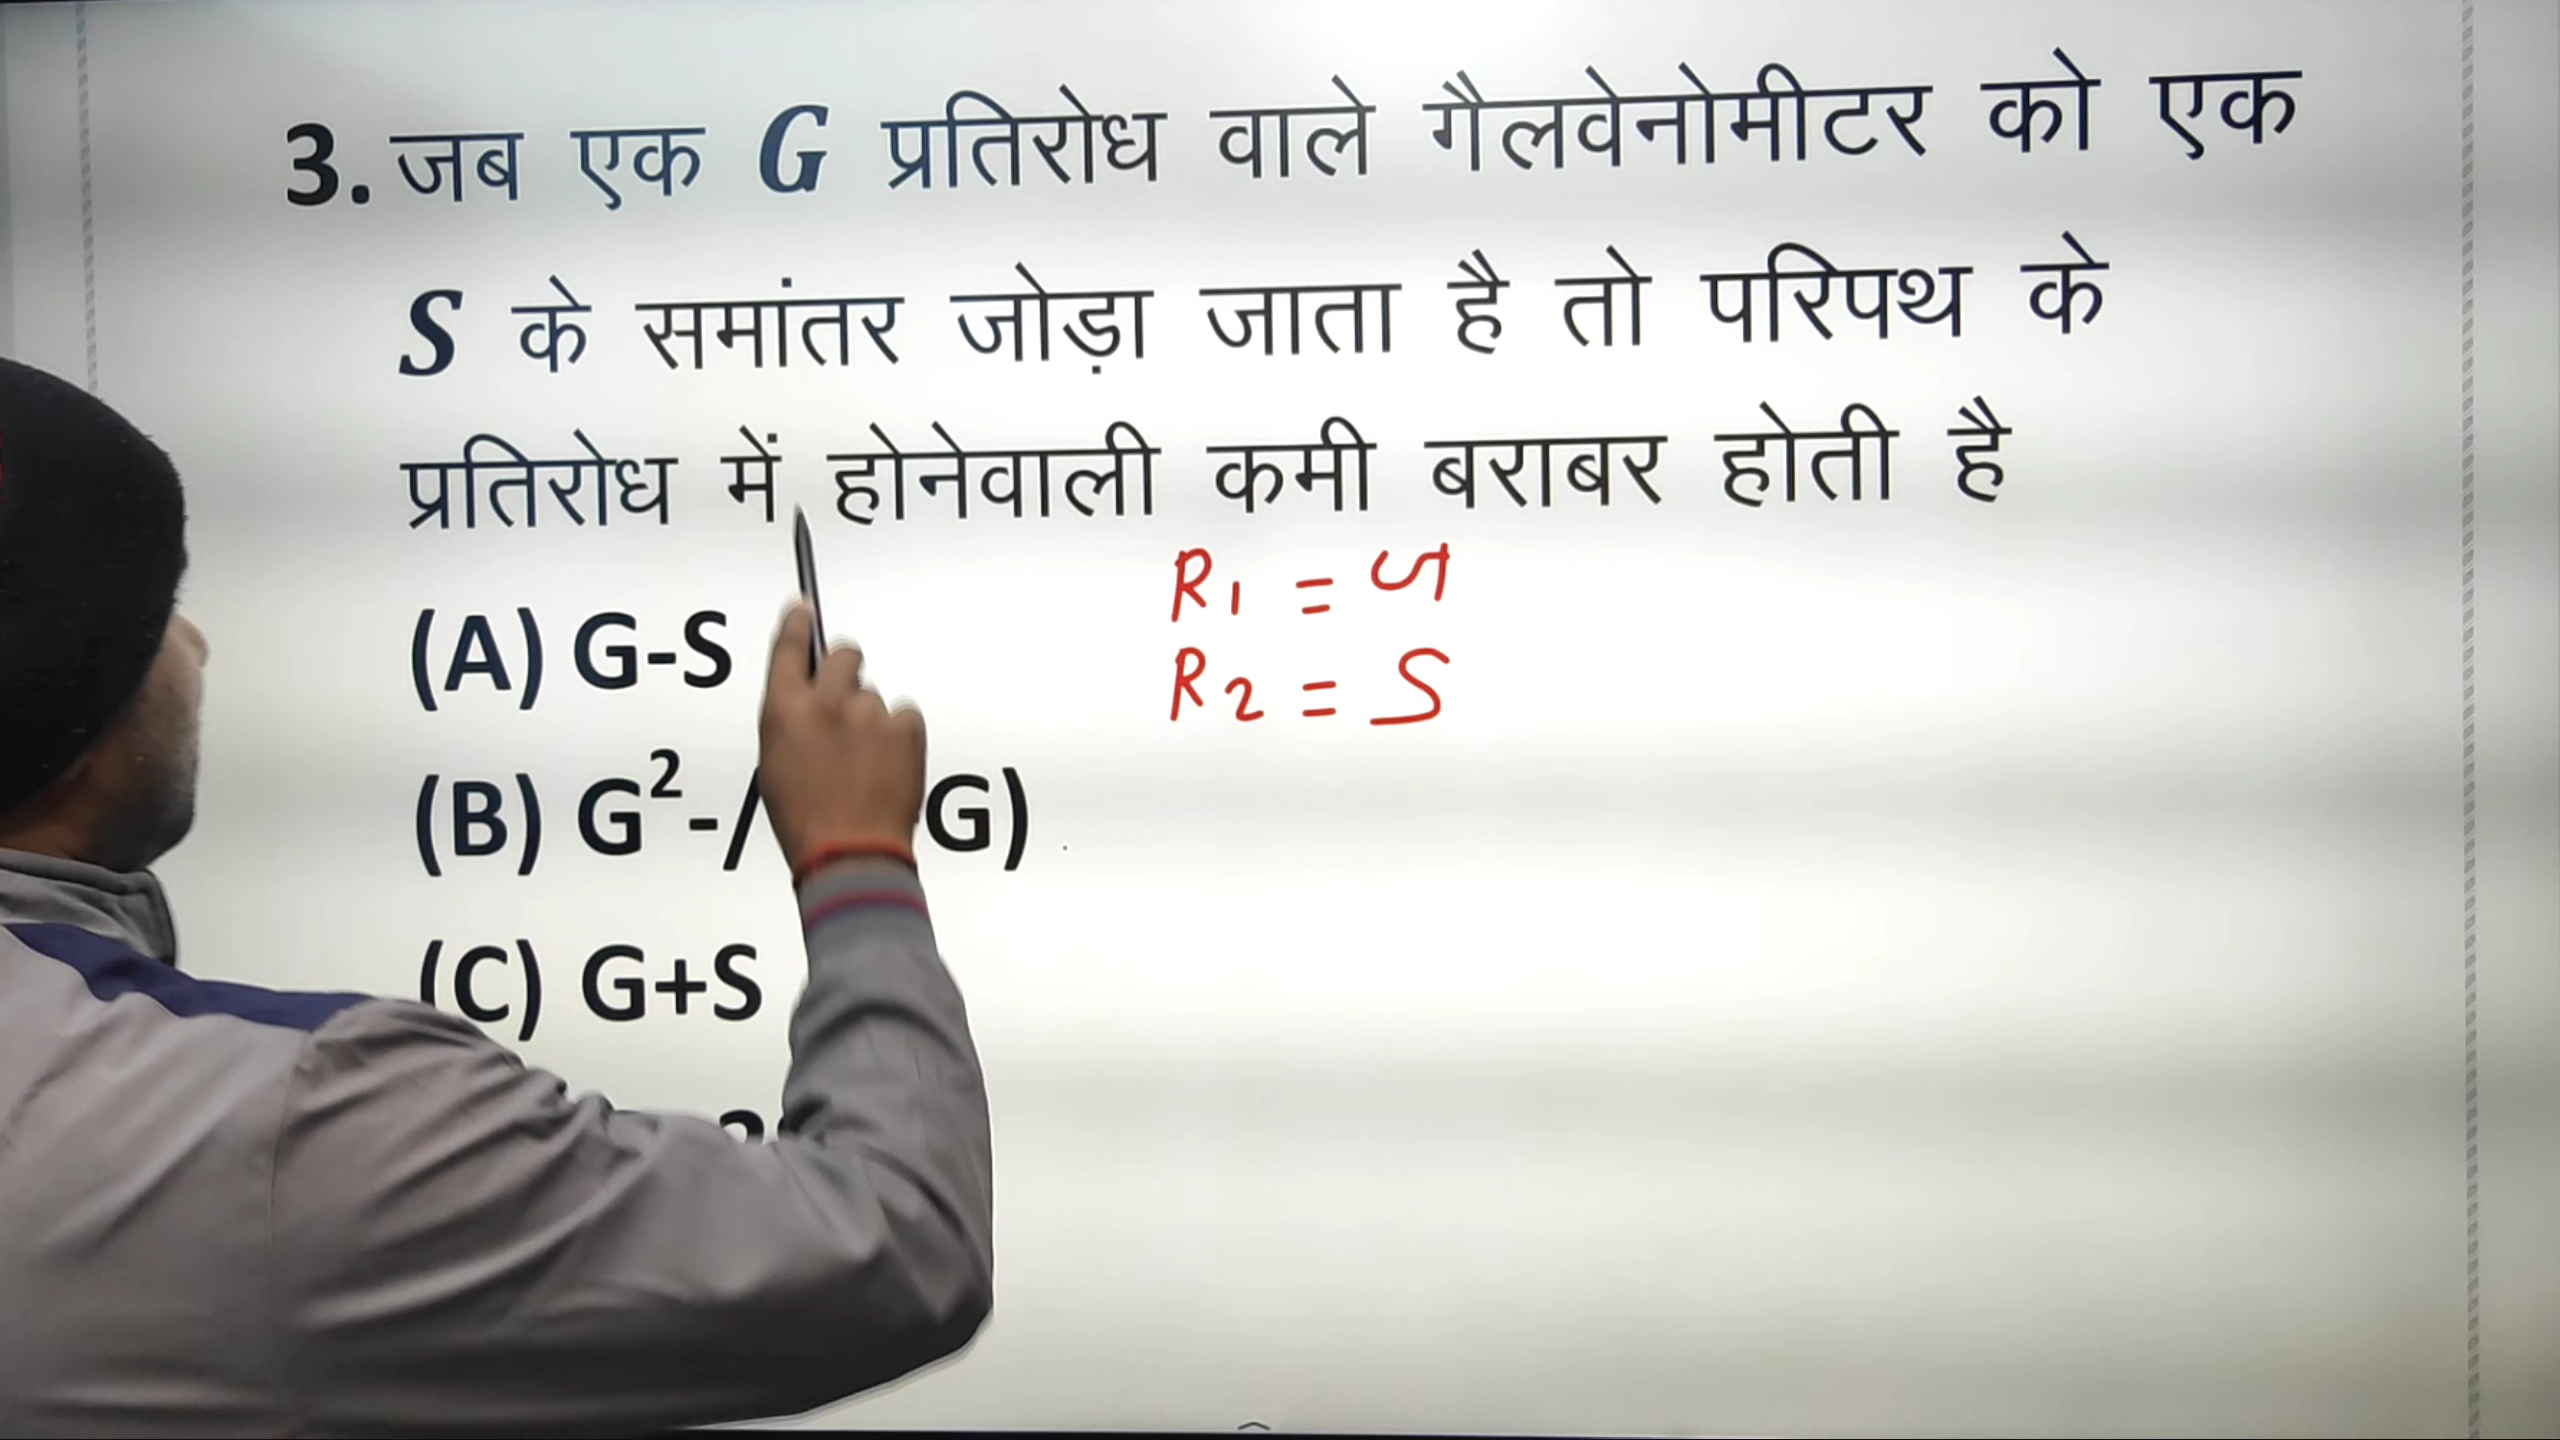 3. जब एक G प्रतिरोध वाले गैलवेनोमीटर को एक
S के समांतर जोड़ा जाता है तो परिपथ के
प्रतिरोध में होनेवाली कमी बराबर होती है
R1 = G
R2 = S
(A) G-S
(B) G²-/ G)
(C) G+S